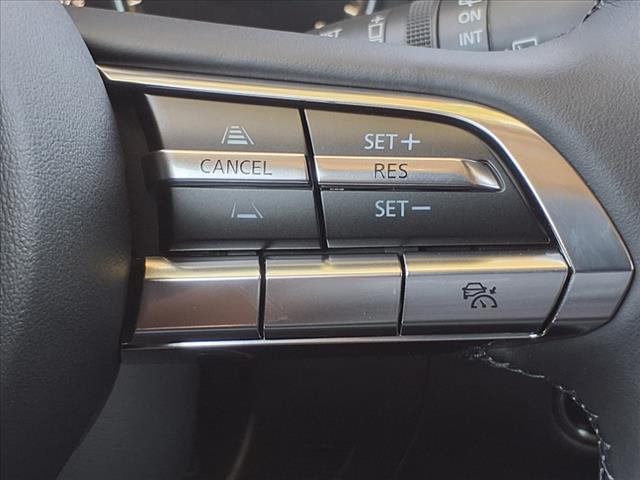 ON
INT
SET+
CANCEL
RES
SET−